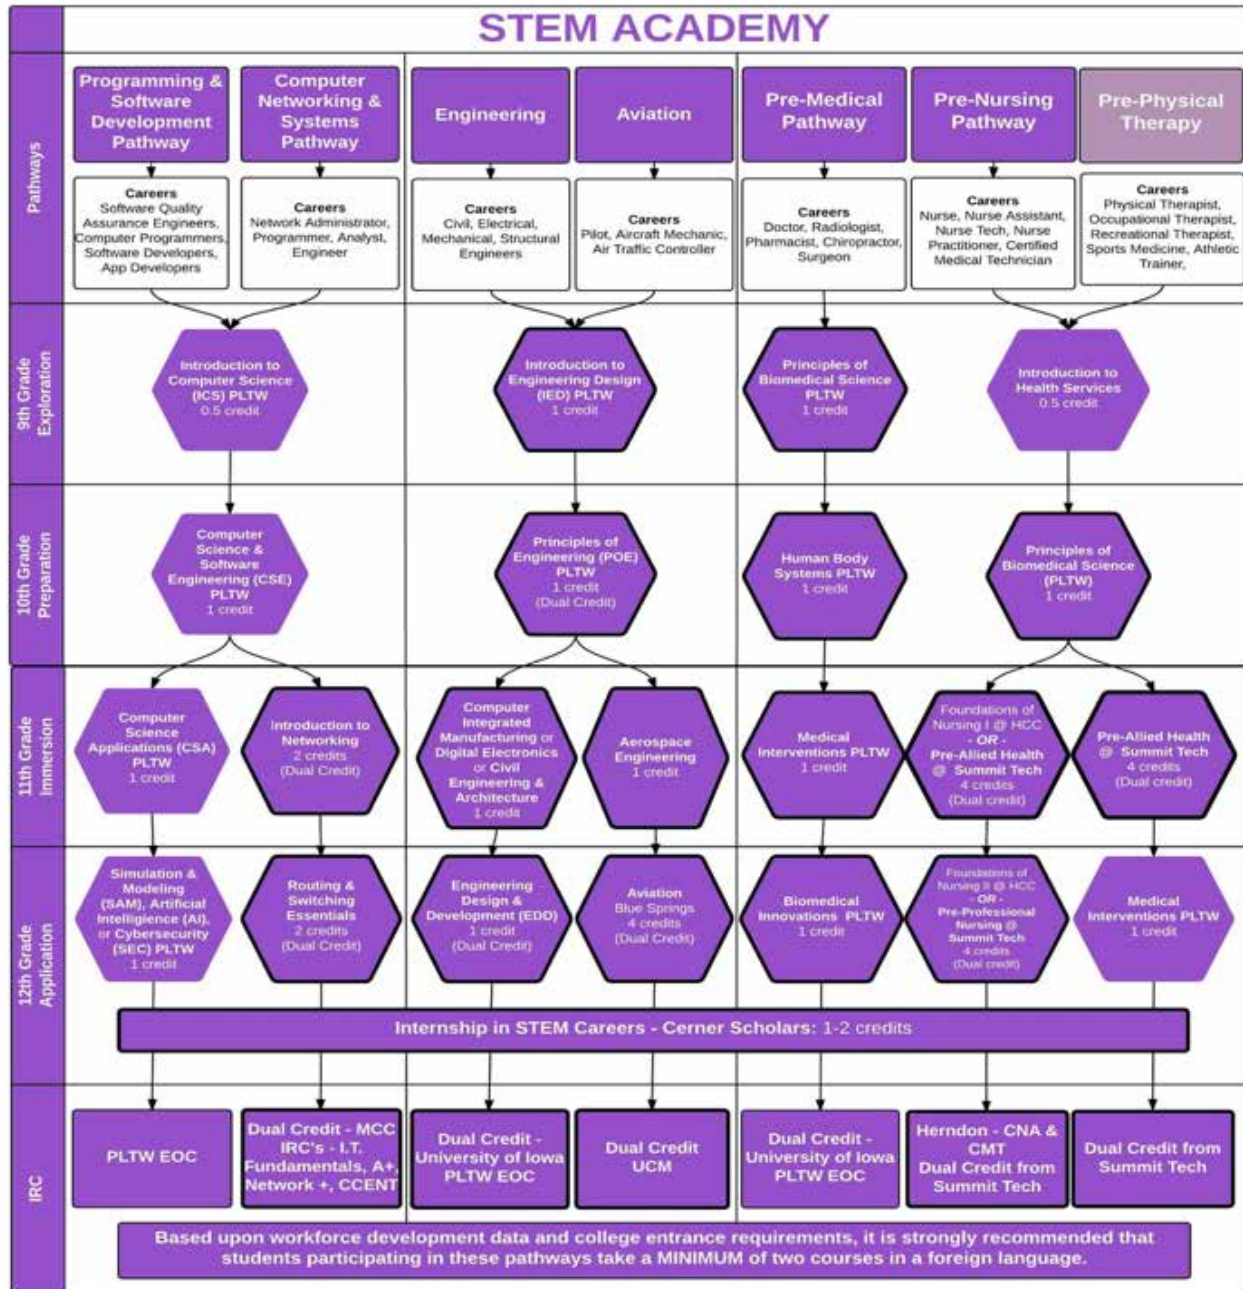 STEM ACADEMY
Pathways
Programming &
Software
Development
Pathway
Computer
Networking &
Systems
Pathway
Engineering
Aviation
Pre-Medical
Pathway
Pre-Nursing
Pathway
Pre-Physical
Therapy
Careers
Software Quality
Assurance Engineers,
Computer Programmers,
Software Developers,
App Developers
Careers
Network Administrator,
Programmer, Analyst,
Engineer
Careers
Civil, Electrical,
Mechanical, Structural
Engineers
Careers
Pilot, Aircraft Mechanic,
Air Traffic Controller
Careers
Doctor, Radiologist,
Pharmacist, Chiropractor,
Surgeon
Careers
Nurse, Nurse Assistant,
Nurse Tech, Nurse
Practitioner, Certified
Medical Technician
Careers
Physical Therapist,
Occupational Therapist,
Recreational Therapist,
Sports Medicine, Athletic
Trainer,
9th Grade
Exploration
Introduction to
Computer Science
(ICS) PLTW
0.5 credit
Introduction to
Engineering Design
(IED) PLTW
1 credit
Principles of
Biomedical Science
PLTW
1 credit
Introduction to
Health Services
0.5 credit
10th Grade
Preparation
Computer
Science &
Software
Engineering (CSE)
PLTW
1 credit
Principles of
Engineering (POE)
PLTW
1 credit
(Dual Credit)
Human Body
Systems PLTW
1 credit
Principles of
Biomedical Science
(PLTW)
1 credit
11th Grade
Immersion
Computer
Science
Applications (CSA)
PLTW
1 credit
Introduction to
Networking
2 credits
(Dual Credit)
Computer
Integrated
Manufacturing or
Digital Electronics
or Civil
Engineering &
Architecture
1 credit
Aerospace
Engineering
1 credit
Medical
Interventions PLTW
1 credit
Foundations of
Nursing I @ HCC
- OR -
Pre-Allied Health
@ Summit Tech
4 credits
(Dual credit)
Pre-Allied Health
@ Summit Tech
4 credits
(Dual credit)
12th Grade
Application
Simulation &
Modeling
(SAM), Artificial
Intelligience (AI),
or Cybersecurity
(SEC) PLTW
1 credit
Routing &
Switching
Essentials
2 credits
(Dual Credit)
Engineering
Design &
Development (EDD)
1 credit
(Dual Credit)
Aviation
Blue Springs
4 credits
(Dual Credit)
Biomedical
Innovations PLTW
1 credit
Foundations of
Nursing II @ HCC
- OR -
Pre-Professional
Nursing @
Summit Tech
4 credits
(Dual credit)
Medical
Interventions PLTW
1 credit
Internship in STEM Careers - Cerner Scholars: 1-2 credits
IRC
PLTW EOC
Dual Credit - MCC
IRC's - I.T.
Fundamentals, A+,
Network +, CCENT
Dual Credit -
University of Iowa
PLTW EOC
Dual Credit
UCM
Dual Credit -
University of Iowa
PLTW EOC
Herndon - CNA &
CMT
Dual Credit from
Summit Tech
Dual Credit from
Summit Tech
Based upon workforce development data and college entrance requirements, it is strongly recommended that
students participating in these pathways take a MINIMUM of two courses in a foreign language.